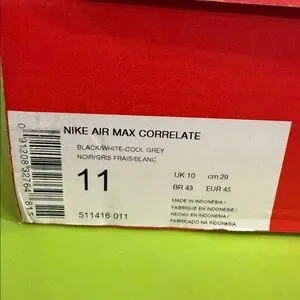 NIKE AIR MAX CORRELATE
BLACK/WHITE-COOL GREY
NOIR/GRIS FRAIS/BLANC
11
UK 10 cm 29
BR 43 EUR 45
MADE IN INDONESIA/
FABRIQUE EN INDONESIE/
HECHO EN INDONESIA/
FABRICADO NA INDONESIA
511416 011